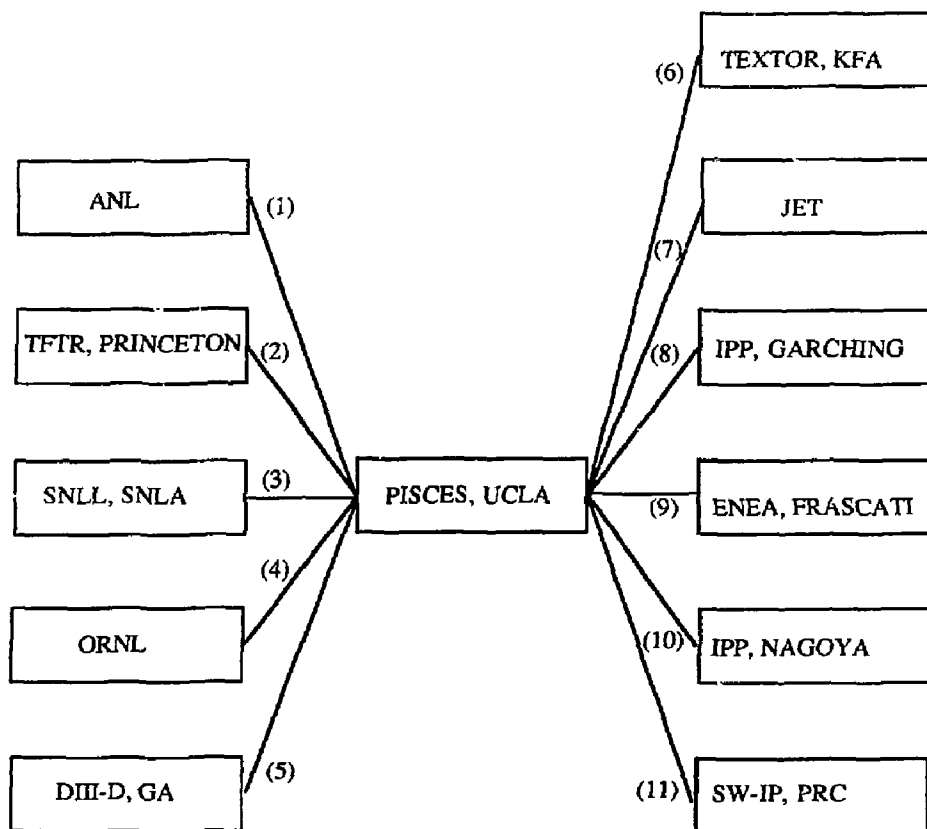 ANL
TFTR, PRINCETON
SNLL, SNLA
ORNL
DIII-D, GA
(1)
(2)
(3)
(4)
(5)
PISCES, UCLA
(6)
(7)
(8)
(9)
(10)
(11)
TEXTOR, KFA
JET
IPP, GARCHING
ENEA, FRASCATI
IPP, NAGOYA
SW-IP, PRC